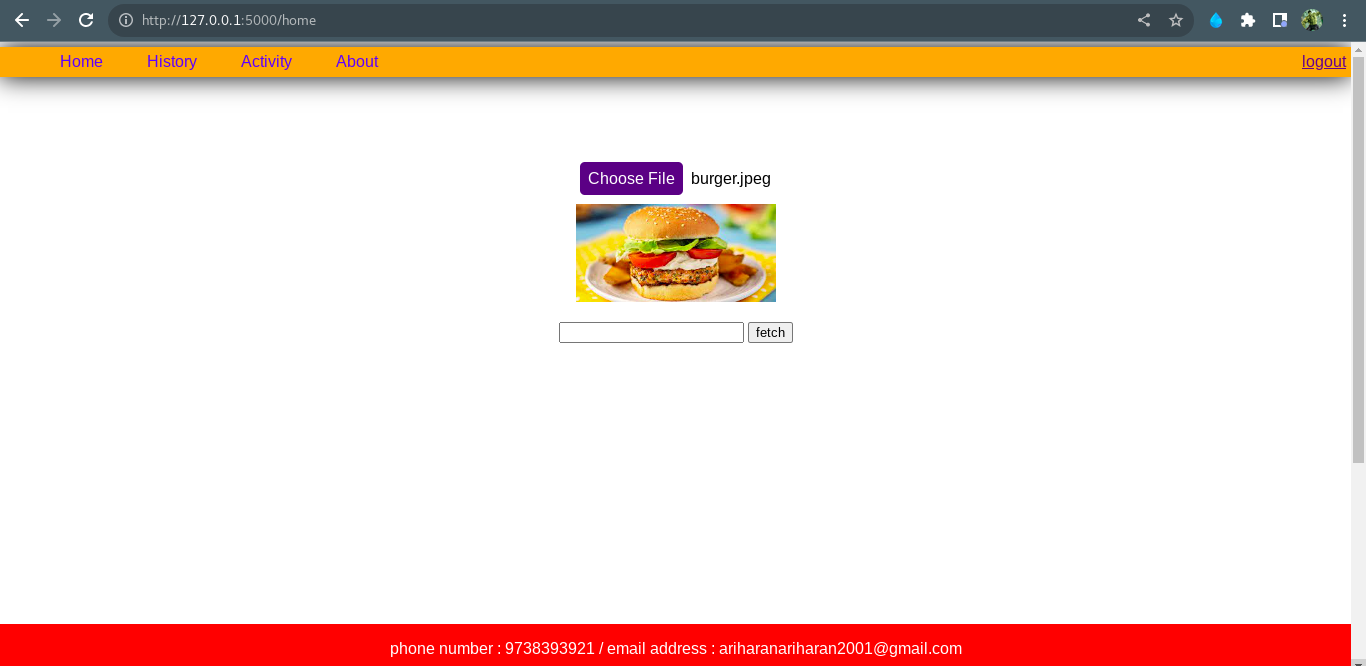 http://127.0.0.1:5000/home
Home History Activity About logout
Choose File burger.jpeg
fetch
phone number : 9738393921 / email address : ariharanariharan2001@gmail.com